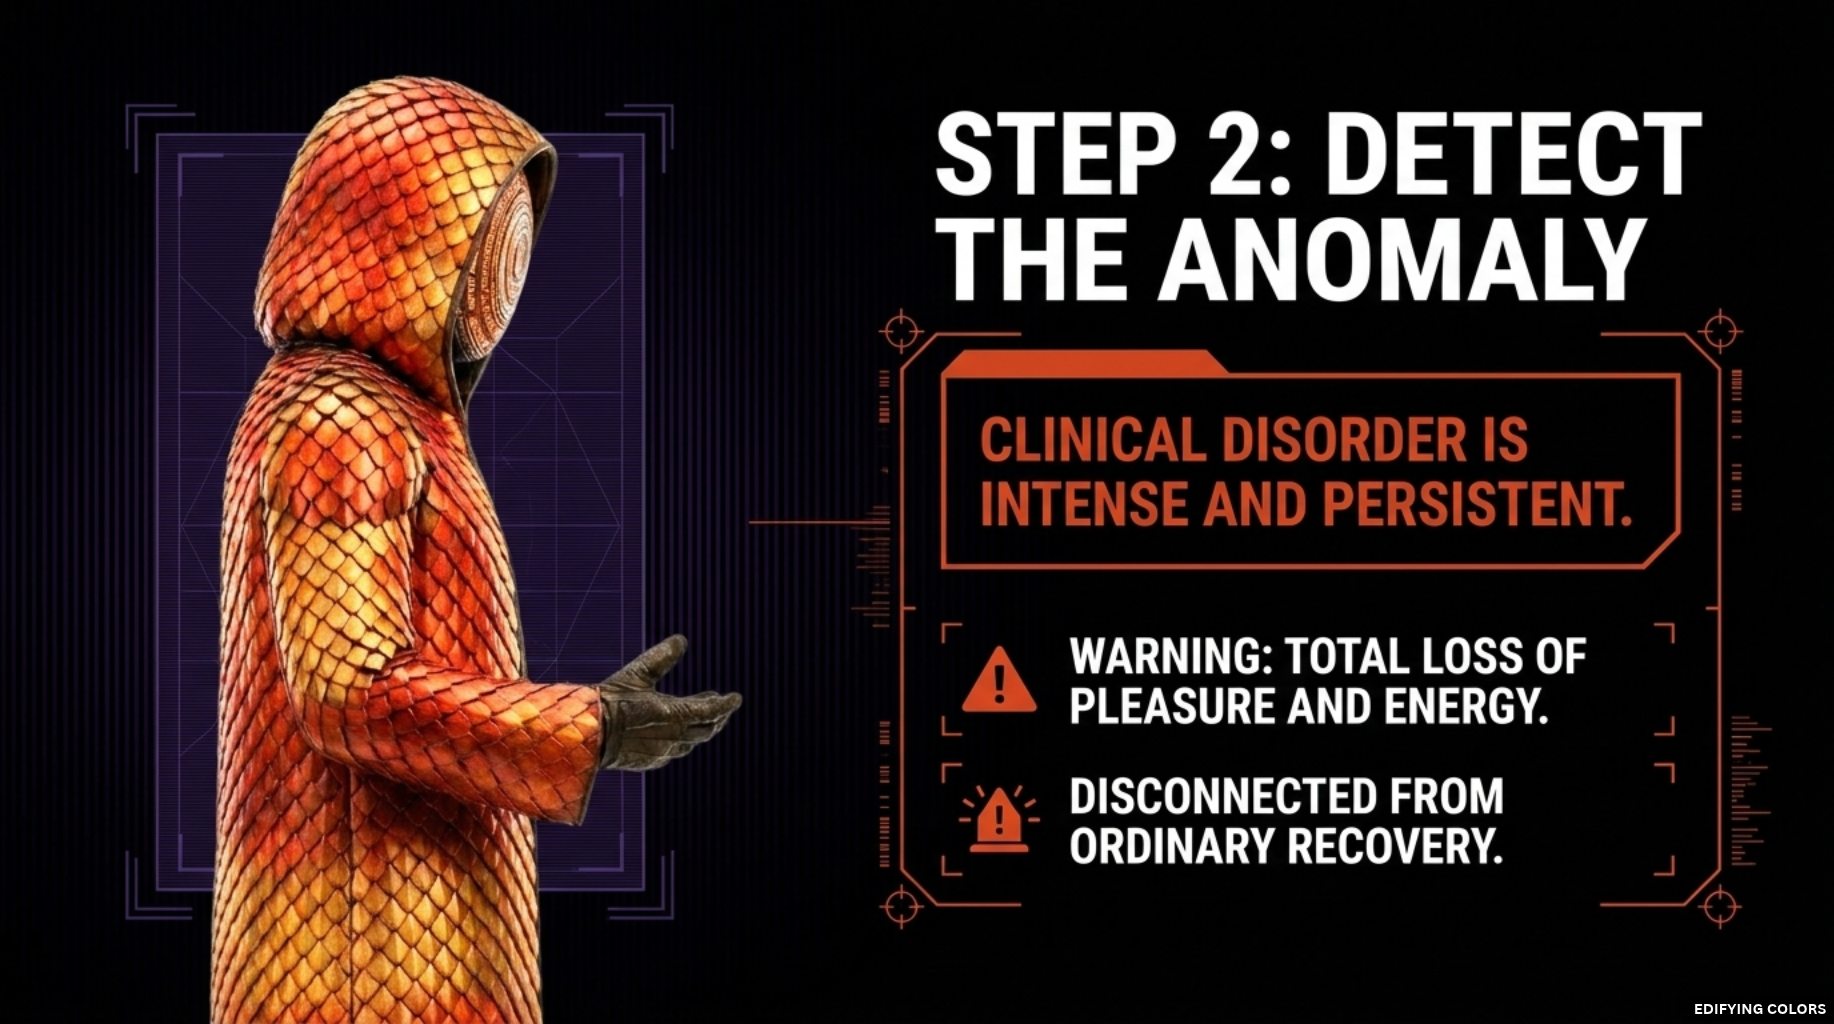 STEP 2: DETECT
THE ANOMALY
CLINICAL DISORDER IS
INTENSE AND PERSISTENT.
WARNING: TOTAL LOSS OF
PLEASURE AND ENERGY.
DISCONNECTED FROM
ORDINARY RECOVERY.
EDIFYING COLORS